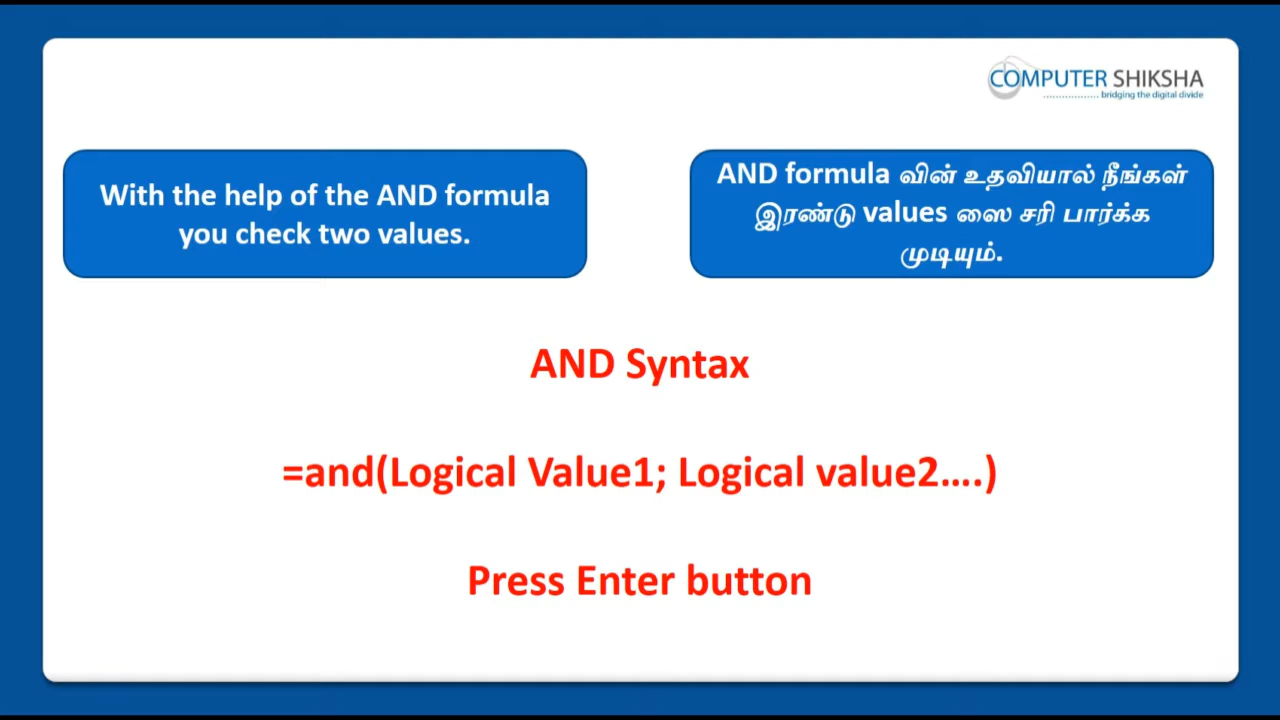 COMPUTER SHIKSHA
bridging the digital divide
With the help of the AND formula
you check two values.
AND formula வின் உதவியால் நீங்கள்
இரண்டு values ஸை சரி பார்க்க
முடியும்.
AND Syntax
=and(Logical Value1; Logical value2....)
Press Enter button